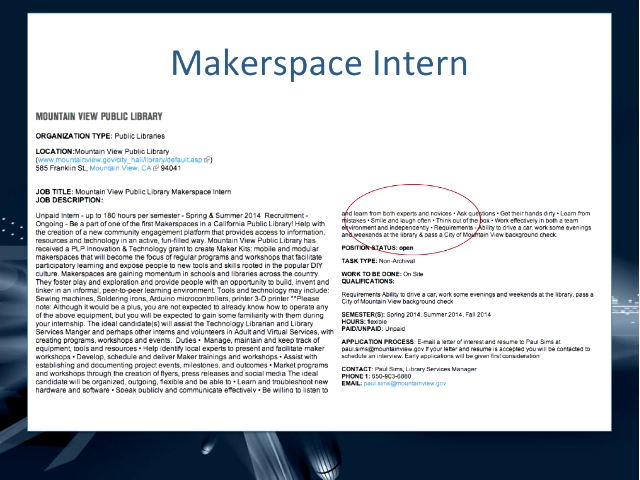 Makerspace Intern
MOUNTAIN VIEW PUBLIC LIBRARY
ORGANIZATION TYPE: Public Libraries
LOCATION:Mountain View Public Library
(www.mountainview.gov/city_hall/library/default.asp)
585 Franklin St, Mountain View, CA 94041
JOB TITLE: Mountain View Public Library Makerspace Intern
JOB DESCRIPTION:
Unpaid Intern - up to 180 hours per semester - Spring & Summer 2014 Recruitment -
Ongoing - Be a part of one of the first Makerspaces in a California Public Library! Help with
the creation of a new community engagement platform that provides access to information,
resources and technology in an active, fun-filled way. Mountain View Public Library has
received a PLP Innovation & Technology grant to create Maker Kits: mobile and modular
makerspaces that will become the focus of regular programs and workshops that facilitate
participatory learning and expose people to new tools and skills rooted in the popular DIY
culture. Makerspaces are gaining momentum in schools and libraries across the country.
They foster play and exploration and provide people with an opportunity to build, invent and
tinker in an informal, peer-to-peer learning environment. Tools and technology may include:
Sewing machines, Soldering irons, Arduino microcontrollers, printer 3-D printer **Please
note: Although it would be a plus, you are not expected to already know how to operate any
of the above equipment, but you will be expected to gain some familiarity with them during
your internship. The ideal candidate(s) will assist the Technology Librarian and Library
Services Manger and perhaps other interns and volunteers in Adult and Virtual Services, with
creating programs, workshops and events. Duties • Manage, maintain and keep track of
equipment, tools and resources • Help identify local experts to present and facilitate maker
workshops • Develop, schedule and deliver Maker trainings and workshops • Assist with
establishing and documenting project events, milestones, and outcomes • Market programs
and workshops through the creation of flyers, press releases and social media The ideal
candidate will be organized, outgoing, flexible and be able to • Learn and troubleshoot new
hardware and software • Speak publicly and communicate effectively • Be willing to listen to
and learn from both experts and novices • Ask questions • Get their hands dirty • Learn from
mistakes • Smile and laugh often • Think out of the box • Work effectively in both a team
environment and independently • Requirements - Ability to drive a car, work some evenings
and weekends at the library & pass a City of Mountain View background check.
POSITION STATUS: open
TASK TYPE: Non-Archival
WORK TO BE DONE: On Site
QUALIFICATIONS:
Requirements Ability to drive a car, work some evenings and weekends at the library, pass a
City of Mountain View background check
SEMESTER(S): Spring 2014, Summer 2014, Fall 2014
HOURS: flexible
PAID/UNPAID: Unpaid
APPLICATION PROCESS: E-mail a letter of interest and resume to Paul Sims at
paul.sims@mountainview.gov If your letter and resume is accepted you will be contacted to
schedule an interview. Early applications will be given first consideration
CONTACT: Paul Sims, Library Services Manager
PHONE 1: 650-903-6860
EMAIL: paul.sims@mountainview.gov